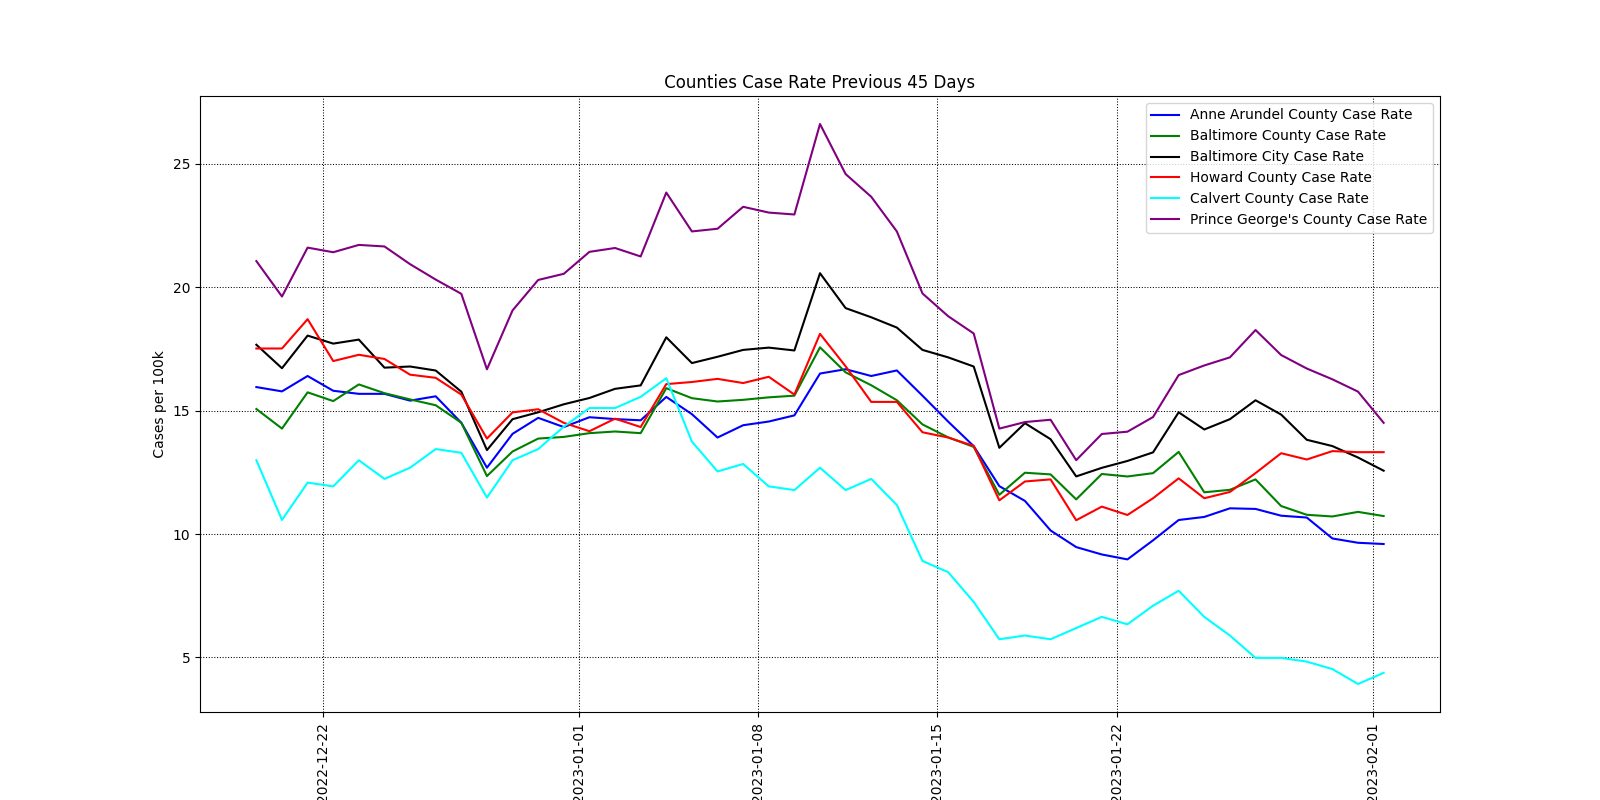 Counties Case Rate Previous 45 Days
Anne Arundel County Case Rate
Baltimore County Case Rate
Baltimore City Case Rate
Howard County Case Rate
Calvert County Case Rate
Prince George's County Case Rate
Cases per 100k
25
20
15
10
5
2022-12-22
2023-01-01
2023-01-08
2023-01-15
2023-01-22
2023-02-01